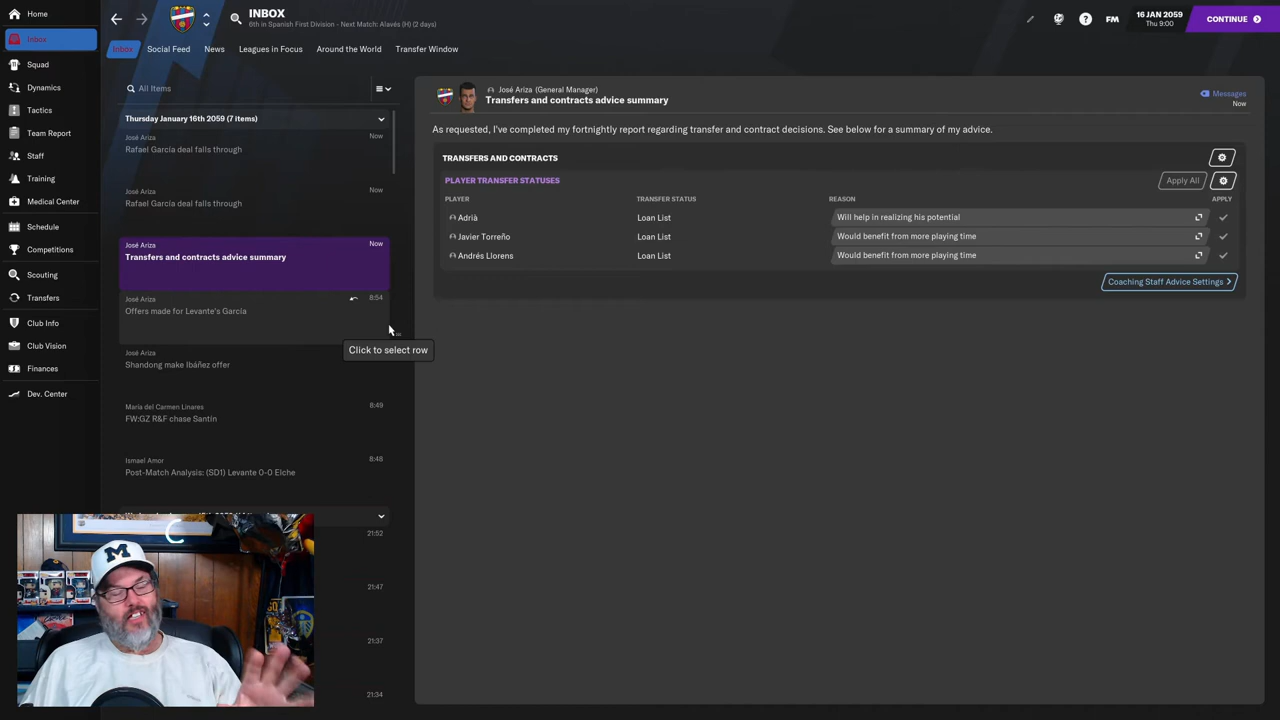 Home
Inbox
Squad
Dynamics
Tactics
Team Report
Staff
Training
Medical Center
Schedule
Competitions
Scouting
Transfers
Club Info
Club Vision
Finances
Dev. Center
INBOX
6th in Spanish First Division - Next Match: Alavés (H) (2 days)
FM
16 JAN 2059
Thu 9:00
CONTINUE
Inbox
Social Feed
News
Leagues in Focus
Around the World
Transfer Window
All Items
Thursday January 16th 2059 (7 items)
José Ariza
Now
Rafael García deal falls through
José Ariza
Now
Rafael García deal falls through
José Ariza
Now
Transfers and contracts advice summary
José Ariza
8:54
Offers made for Levante's García
Click to select row
José Ariza
Shandong make Ibáñez offer
María del Carmen Linares
8:49
FW:GZ R&F chase Santín
Ismael Amor
8:48
Post-Match Analysis: (SD1) Levante 0-0 Elche
21:52
21:47
21:37
21:34
José Ariza (General Manager)
Transfers and contracts advice summary
Messages
Now
As requested, I've completed my fortnightly report regarding transfer and contract decisions. See below for a summary of my advice.
TRANSFERS AND CONTRACTS
PLAYER TRANSFER STATUSES
Apply All
PLAYER
TRANSFER STATUS
REASON
APPLY
Adrià
Loan List
Will help in realizing his potential
Javier Torreño
Loan List
Would benefit from more playing time
Andrés Llorens
Loan List
Would benefit from more playing time
Coaching Staff Advice Settings
M